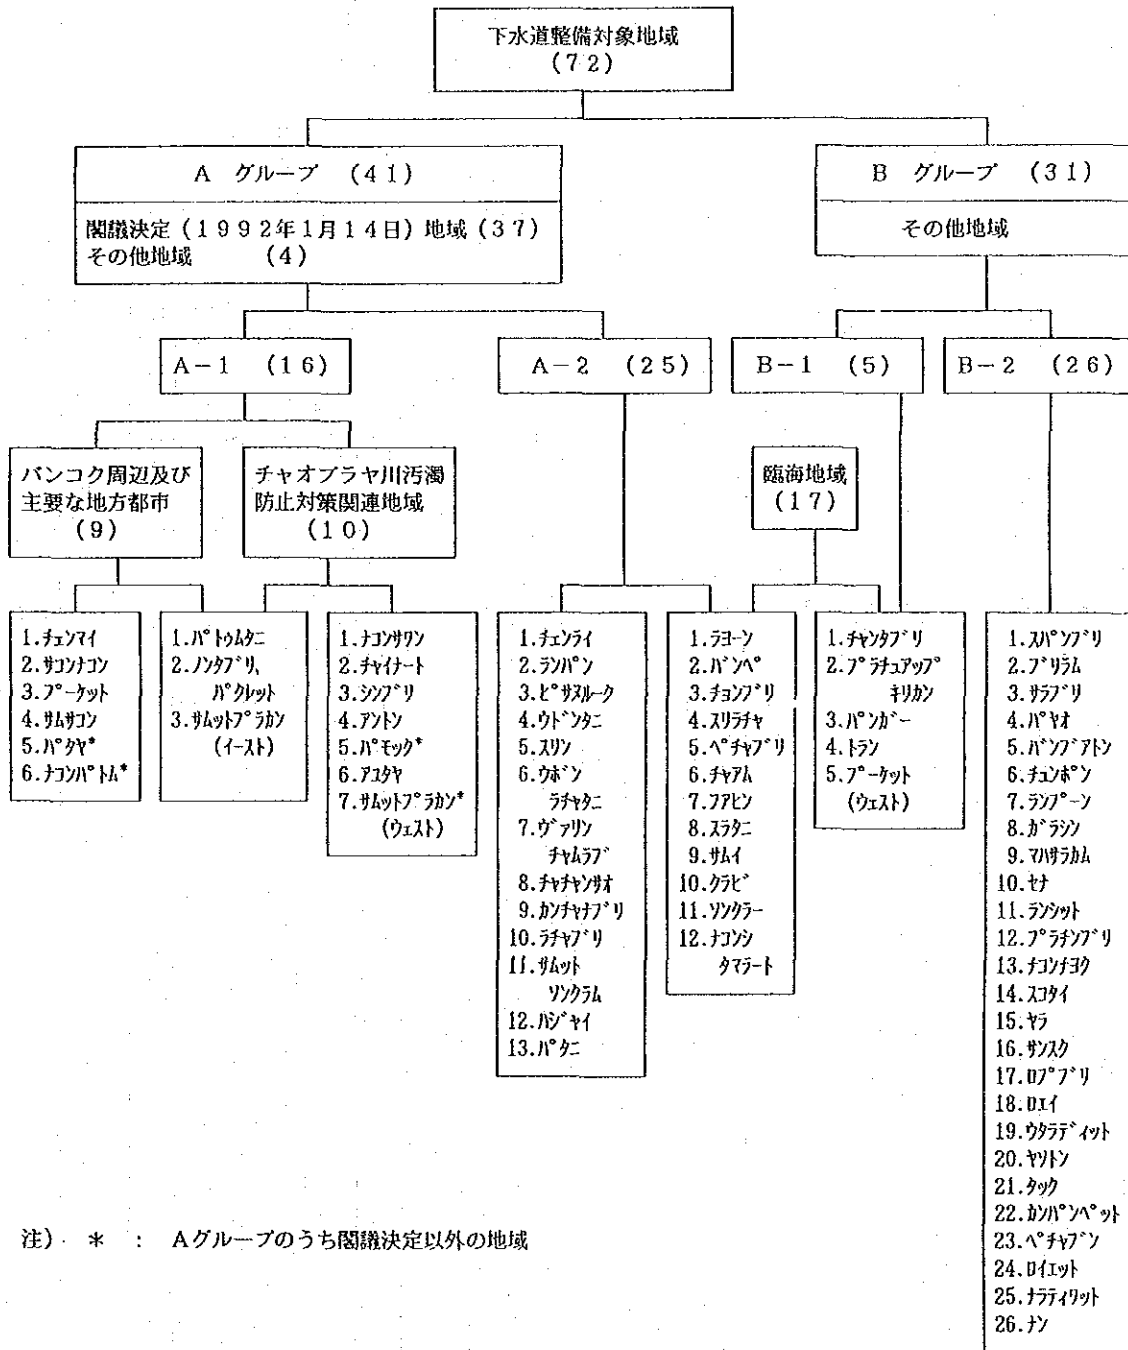 下水道整備対象地域
(72)
A グループ (41)
閣議決定(1992年1月14日)地域(37)
その他地域 (4)
B グループ (31)
その他地域
A-1 (16)
A-2 (25)
B-1 (5)
B-2 (26)
バンコク周辺及び
主要な地方都市
(9)
チャオプラヤ川汚濁
防止対策関連地域
(10)
臨海地域
(17)
1.チェンマイ
2.サコンナコン
3.プーケット
4.サムサコン
5.パタヤ*
6.ナコンパトム*
1.パトゥムタニ
2.ノンタブリ、
パクレット
3.サムットプラカン
(イースト)
1.ナコンサワン
2.チャイナート
3.シンブリ
4.アントン
5.パモック*
6.アユタヤ
7.サムットプラカン*
(ウェスト)
1.チェンライ
2.ランパン
3.ピサヌルーク
4.ウドンタニ
5.スリン
6.ウボン
ラチャタニ
7.ヴァリン
チャムラブ
8.チャチャンサオ
9.カンチャナブリ
10.ラチャブリ
11.サムット
ソンクラム
12.ハジャイ
13.パタニ
1.ラヨーン
2.バンペ
3.チョンブリ
4.スリラチャ
5.ペチャブリ
6.チャアム
7.フアヒン
8.スラタニ
9.サムイ
10.クラビ
11.ソンクラー
12.ナコンシ
タマラート
1.チャンタブリ
2.プラチュアップ
キリカン
3.パンガー
4.トラン
5.プーケット
(ウェスト)
1.スパンブリ
2.ブリラム
3.サラブリ
4.パヤオ
5.バンブアトン
6.チュンポン
7.ランプーン
8.ガラシン
9.マハサラカム
10.セナ
11.ランシット
12.プラチンブリ
13.ナコンナヨク
14.スコタイ
15.ヤラ
16.サンスク
17.ロプブリ
18.ロエイ
19.ウタラディット
20.ヤソトン
21.タック
22.カンパンペット
23.ペチャブン
24.ロイエット
25.ナラティワット
26.ナン
注) * : Aグループのうち閣議決定以外の地域